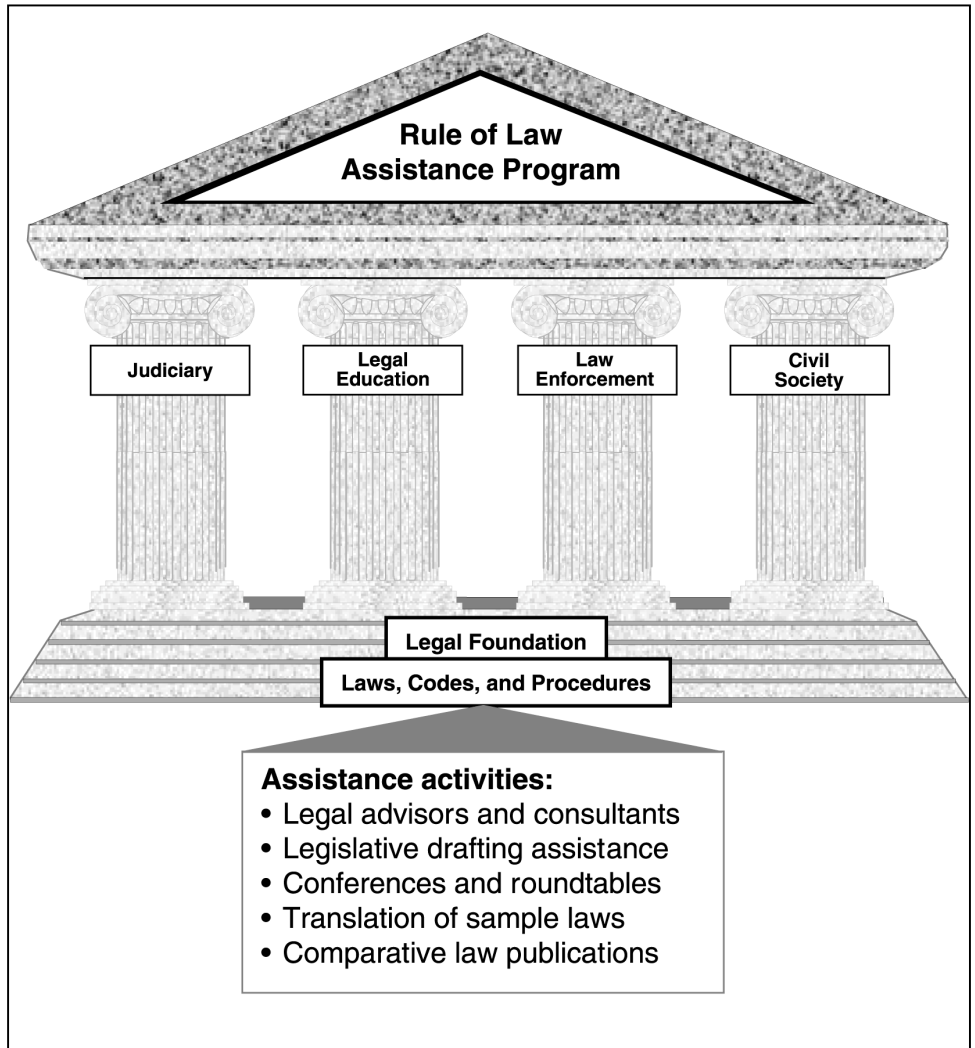 Rule of Law
Assistance Program
Judiciary
Legal
Education
Law
Enforcement
Civil
Society
Legal Foundation
Laws, Codes, and Procedures
Assistance activities:
• Legal advisors and consultants
• Legislative drafting assistance
• Conferences and roundtables
• Translation of sample laws
• Comparative law publications